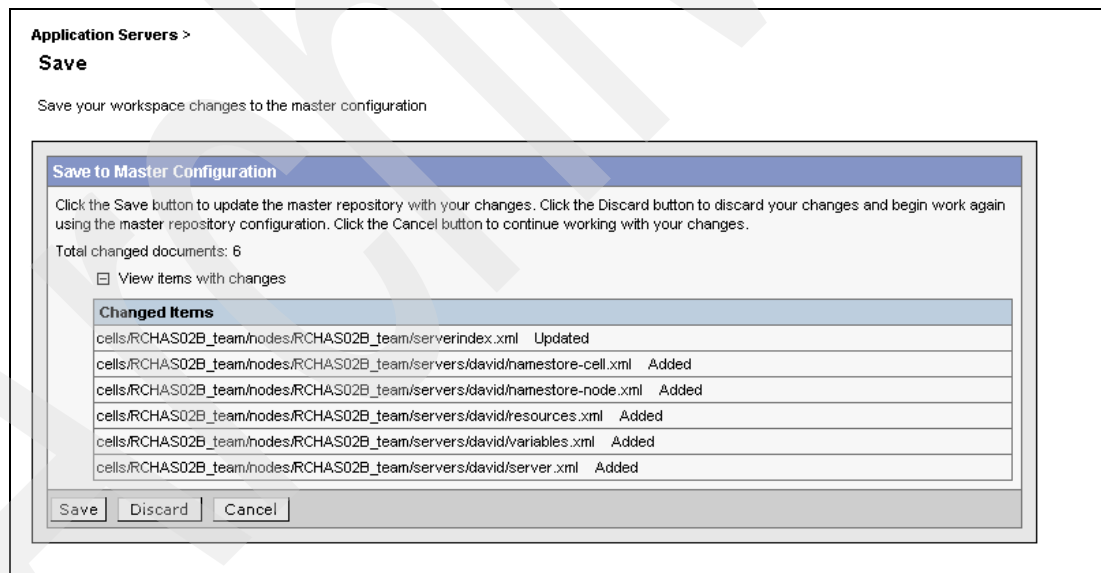 Application Servers >
Save
Save your workspace changes to the master configuration
Save to Master Configuration
Click the Save button to update the master repository with your changes. Click the Discard button to discard your changes and begin work again
using the master repository configuration. Click the Cancel button to continue working with your changes.
Total changed documents: 6
View items with changes
Changed Items
cells/RCHAS02B_team/nodes/RCHAS02B_team/serverindex.xml Updated
cells/RCHAS02B_team/nodes/RCHAS02B_team/servers/david/namestore-cell.xml Added
cells/RCHAS02B_team/nodes/RCHAS02B_team/servers/david/namestore-node.xml Added
cells/RCHAS02B_team/nodes/RCHAS02B_team/servers/david/resources.xml Added
cells/RCHAS02B_team/nodes/RCHAS02B_team/servers/david/variables.xml Added
cells/RCHAS02B_team/nodes/RCHAS02B_team/servers/david/server.xml Added
Save Discard Cancel